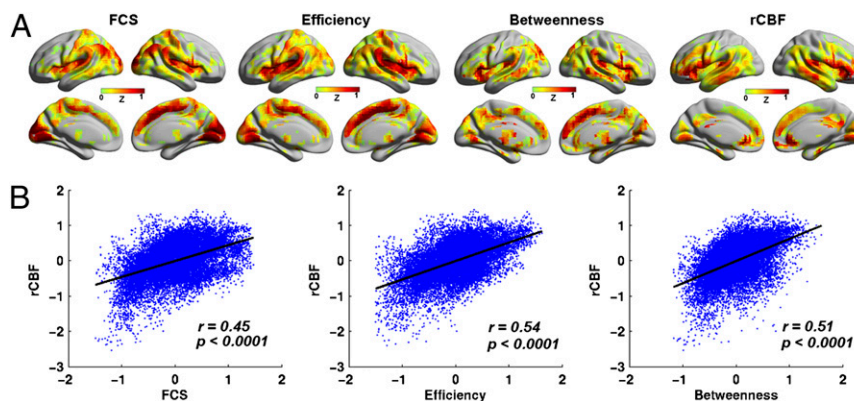 A
FCS
Efficiency
Betweenness
rCBF
0 1
Z
0 1
Z
0 1
Z
0 1
Z
B
2
1
0
−1
−2
−3
rCBF
r = 0.45
p < 0.0001
−2 −1 0 1 2
FCS
2
1
0
−1
−2
−3
rCBF
r = 0.54
p < 0.0001
−2 −1 0 1 2
Efficiency
2
1
0
−1
−2
−3
rCBF
r = 0.51
p < 0.0001
−2 −1 0 1 2
Betweenness